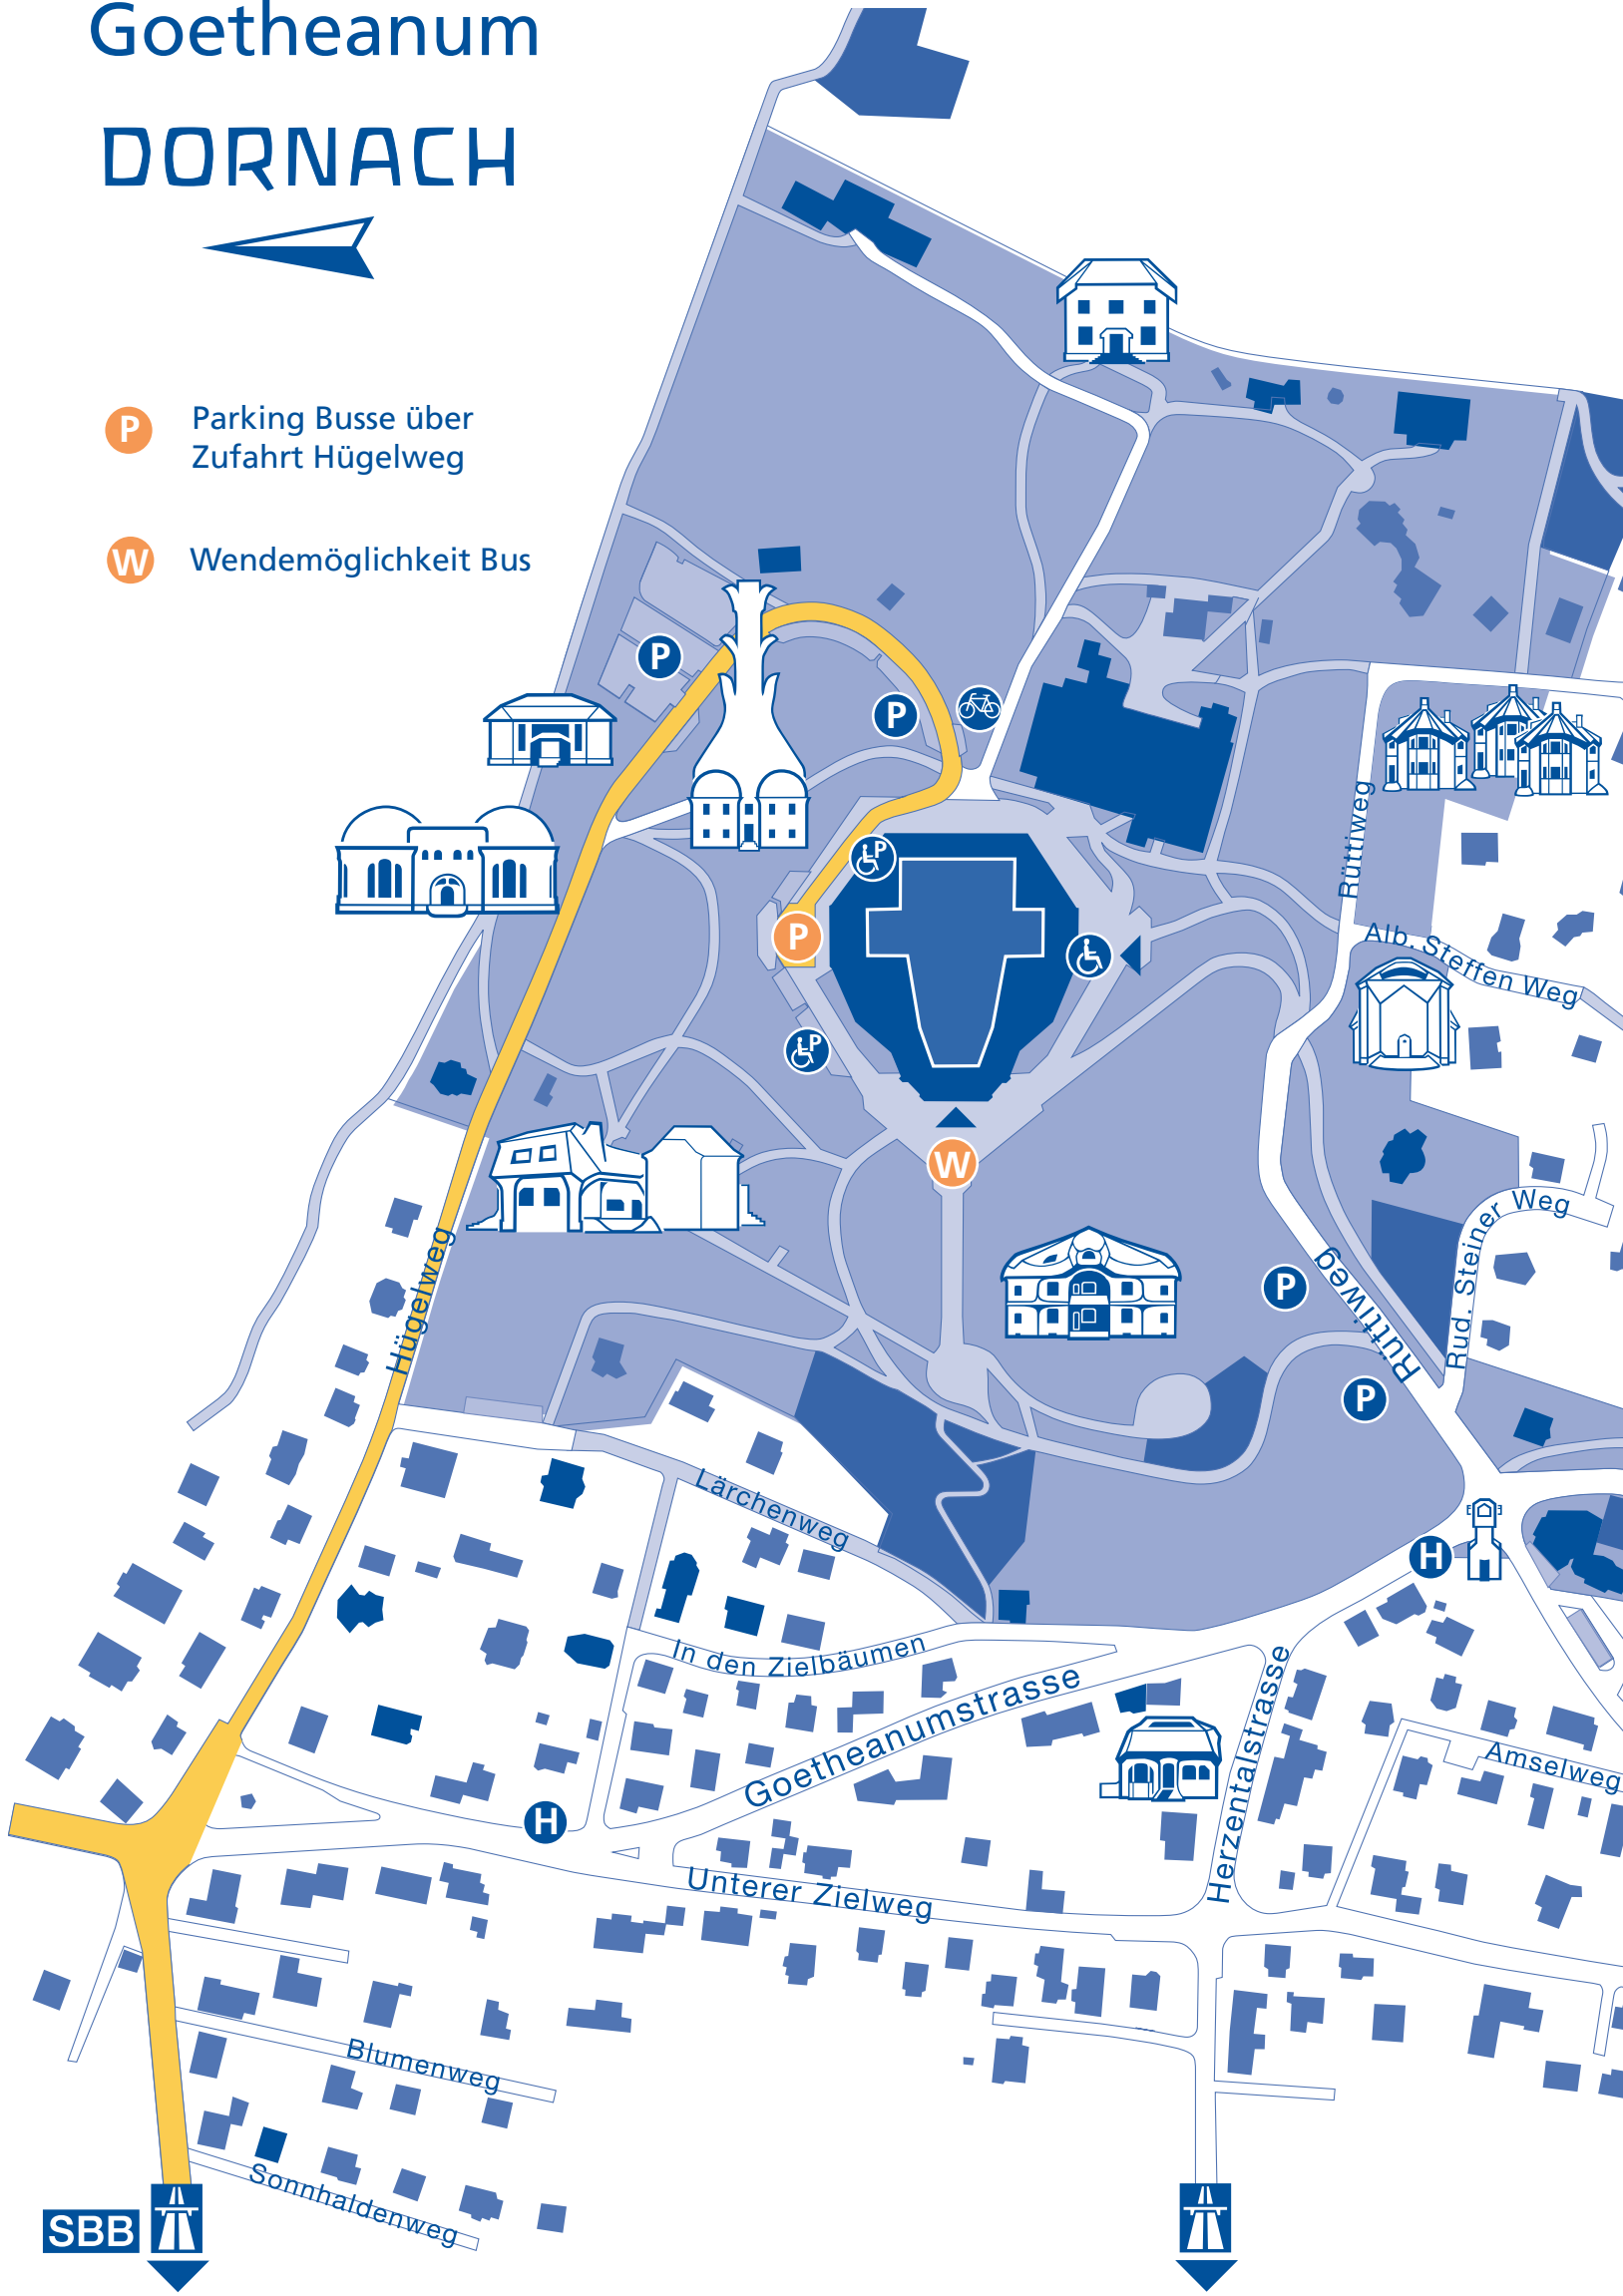 Goetheanum
DORNACH
P Parking Busse über
Zufahrt Hügelweg
W Wendemöglichkeit Bus
P
P
P
P
P
W
P
P
Rüttiweg
Alb. Steffen Weg
Rud. Steiner Weg
Rüttiweg
P
P
Hügelweg
Lärchenweg
H
In den Zielbäumen
Goetheanumstrasse
Herzentalstrasse
Amselweg
H
Unterer Zielweg
Blumenweg
Sonnhaldenweg
SBB